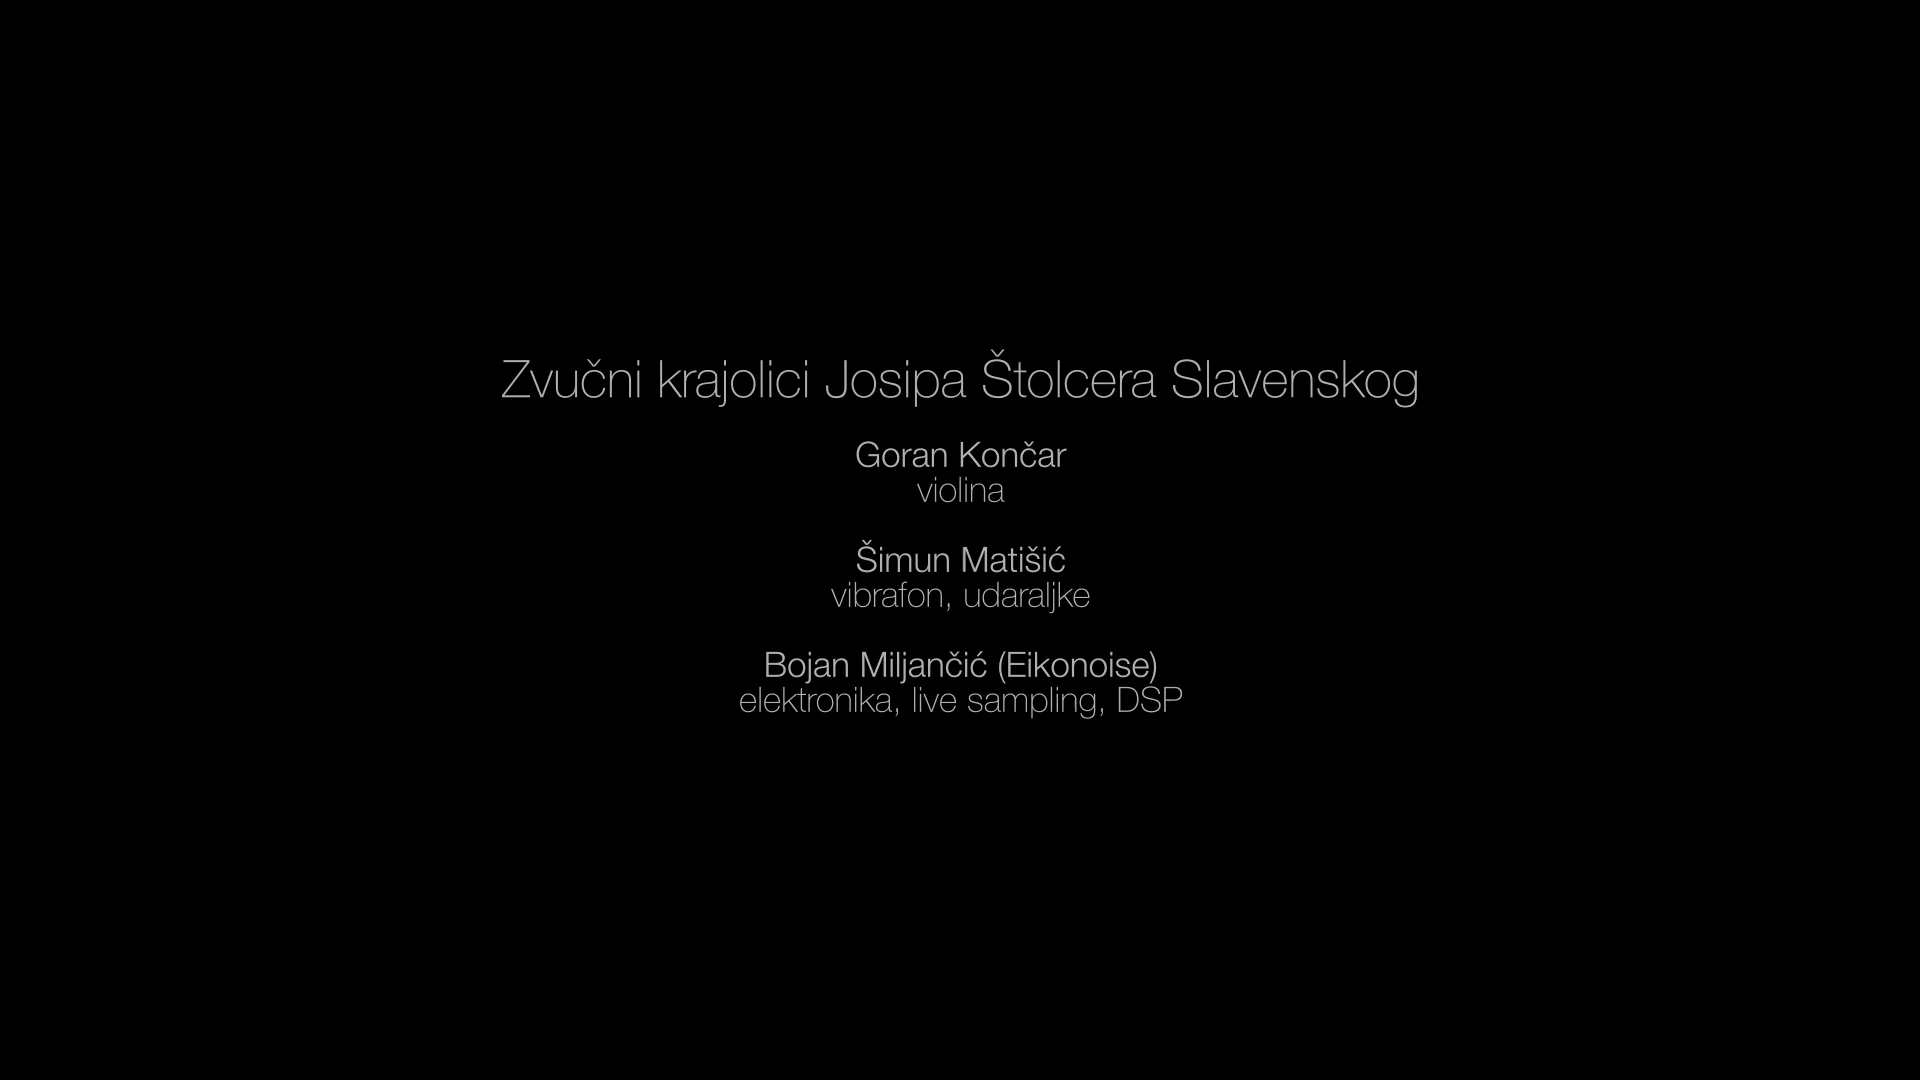 Zvučni krajolici Josipa Štolcera Slavenskog
Goran Končar
violina
Šimun Matišić
vibrafon, udaraljke
Bojan Miljančić (Eikonoise)
elektronika, live sampling, DSP